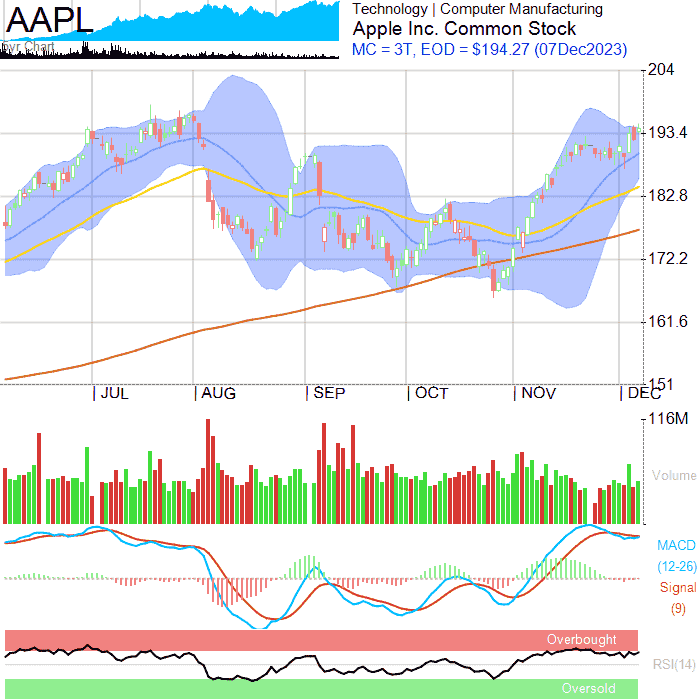 AAPL
Technology | Computer Manufacturing
Apple Inc. Common Stock
MC = 3T, EOD = $194.27 (07Dec2023)
Chart
204
193.4
182.8
172.2
161.6
151
JUL
AUG
SEP
OCT
NOV
DEC
116M
Volume
MACD
(12-26)
Signal
(9)
Overbought
RSI(14)
Oversold